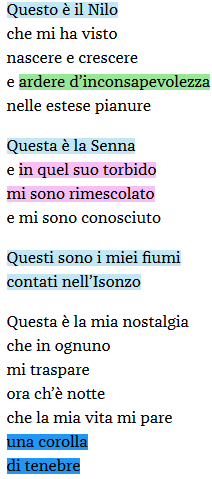 Questo è il Nilo
che mi ha visto
nascere e crescere
e ardere d’inconsapevolezza
nelle estese pianure
Questa è la Senna
e in quel suo torbido
mi sono rimescolato
e mi sono conosciuto
Questi sono i miei fiumi
contati nell’Isonzo
Questa è la mia nostalgia
che in ognuno
mi traspare
ora ch’è notte
che la mia vita mi pare
una corolla
di tenebre